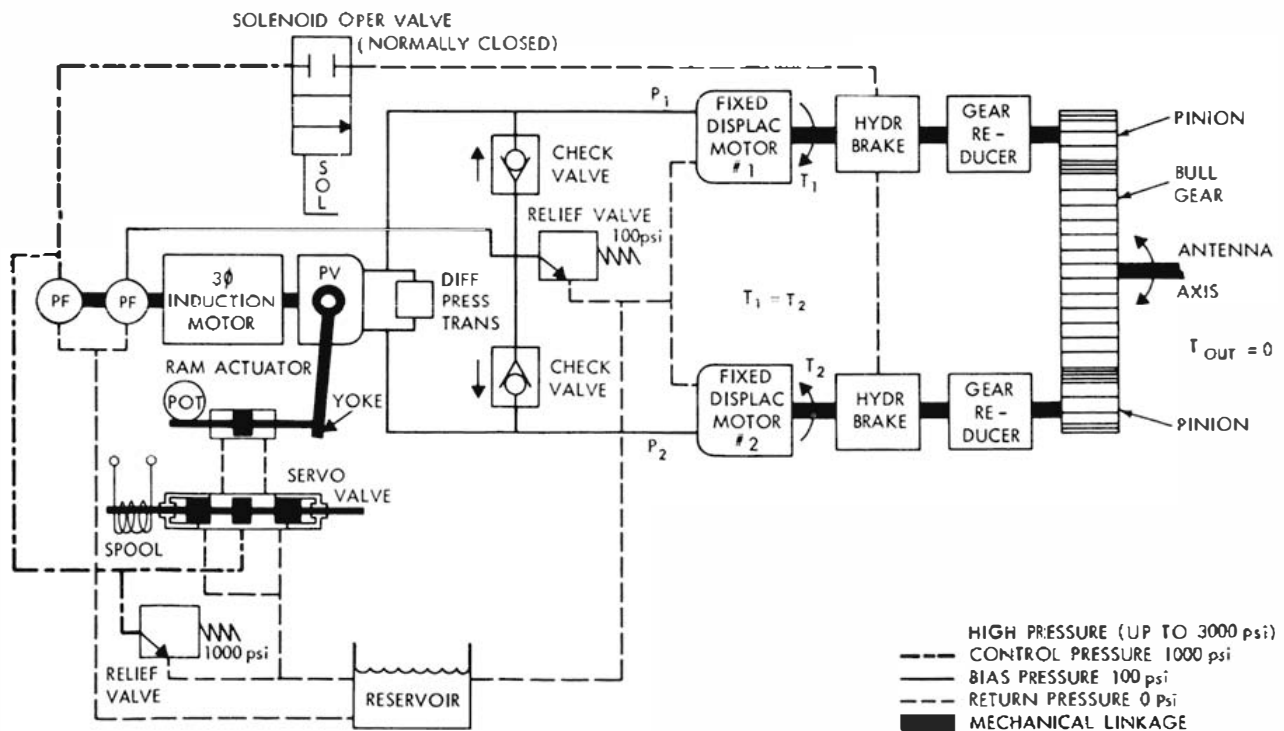 SOLENOID OPER VALVE
(NORMALLY CLOSED)
SOL
P1
FIXED
DISPLAC
MOTOR
#1
T1
HYDR
BRAKE
GEAR
RE-
DUCER
PINION
BULL
GEAR
CHECK
VALVE
RELIEF VALVE
100psi
PF
PF
3ϕ
INDUCTION
MOTOR
PV
DIFF
PRESS
TRANS
T1 = T2
ANTENNA
AXIS
TOUT = 0
RAM ACTUATOR
POT
YOKE
CHECK
VALVE
FIXED
DISPLAC
MOTOR
#2
T2
HYDR
BRAKE
GEAR
RE-
DUCER
PINION
P2
SERVO
VALVE
SPOOL
1000 psi
RELIEF
VALVE
RESERVOIR
HIGH PRESSURE (UP TO 3000 psi)
CONTROL PRESSURE 1000 psi
BIAS PRESSURE 100 psi
RETURN PRESSURE 0 Psi
MECHANICAL LINKAGE